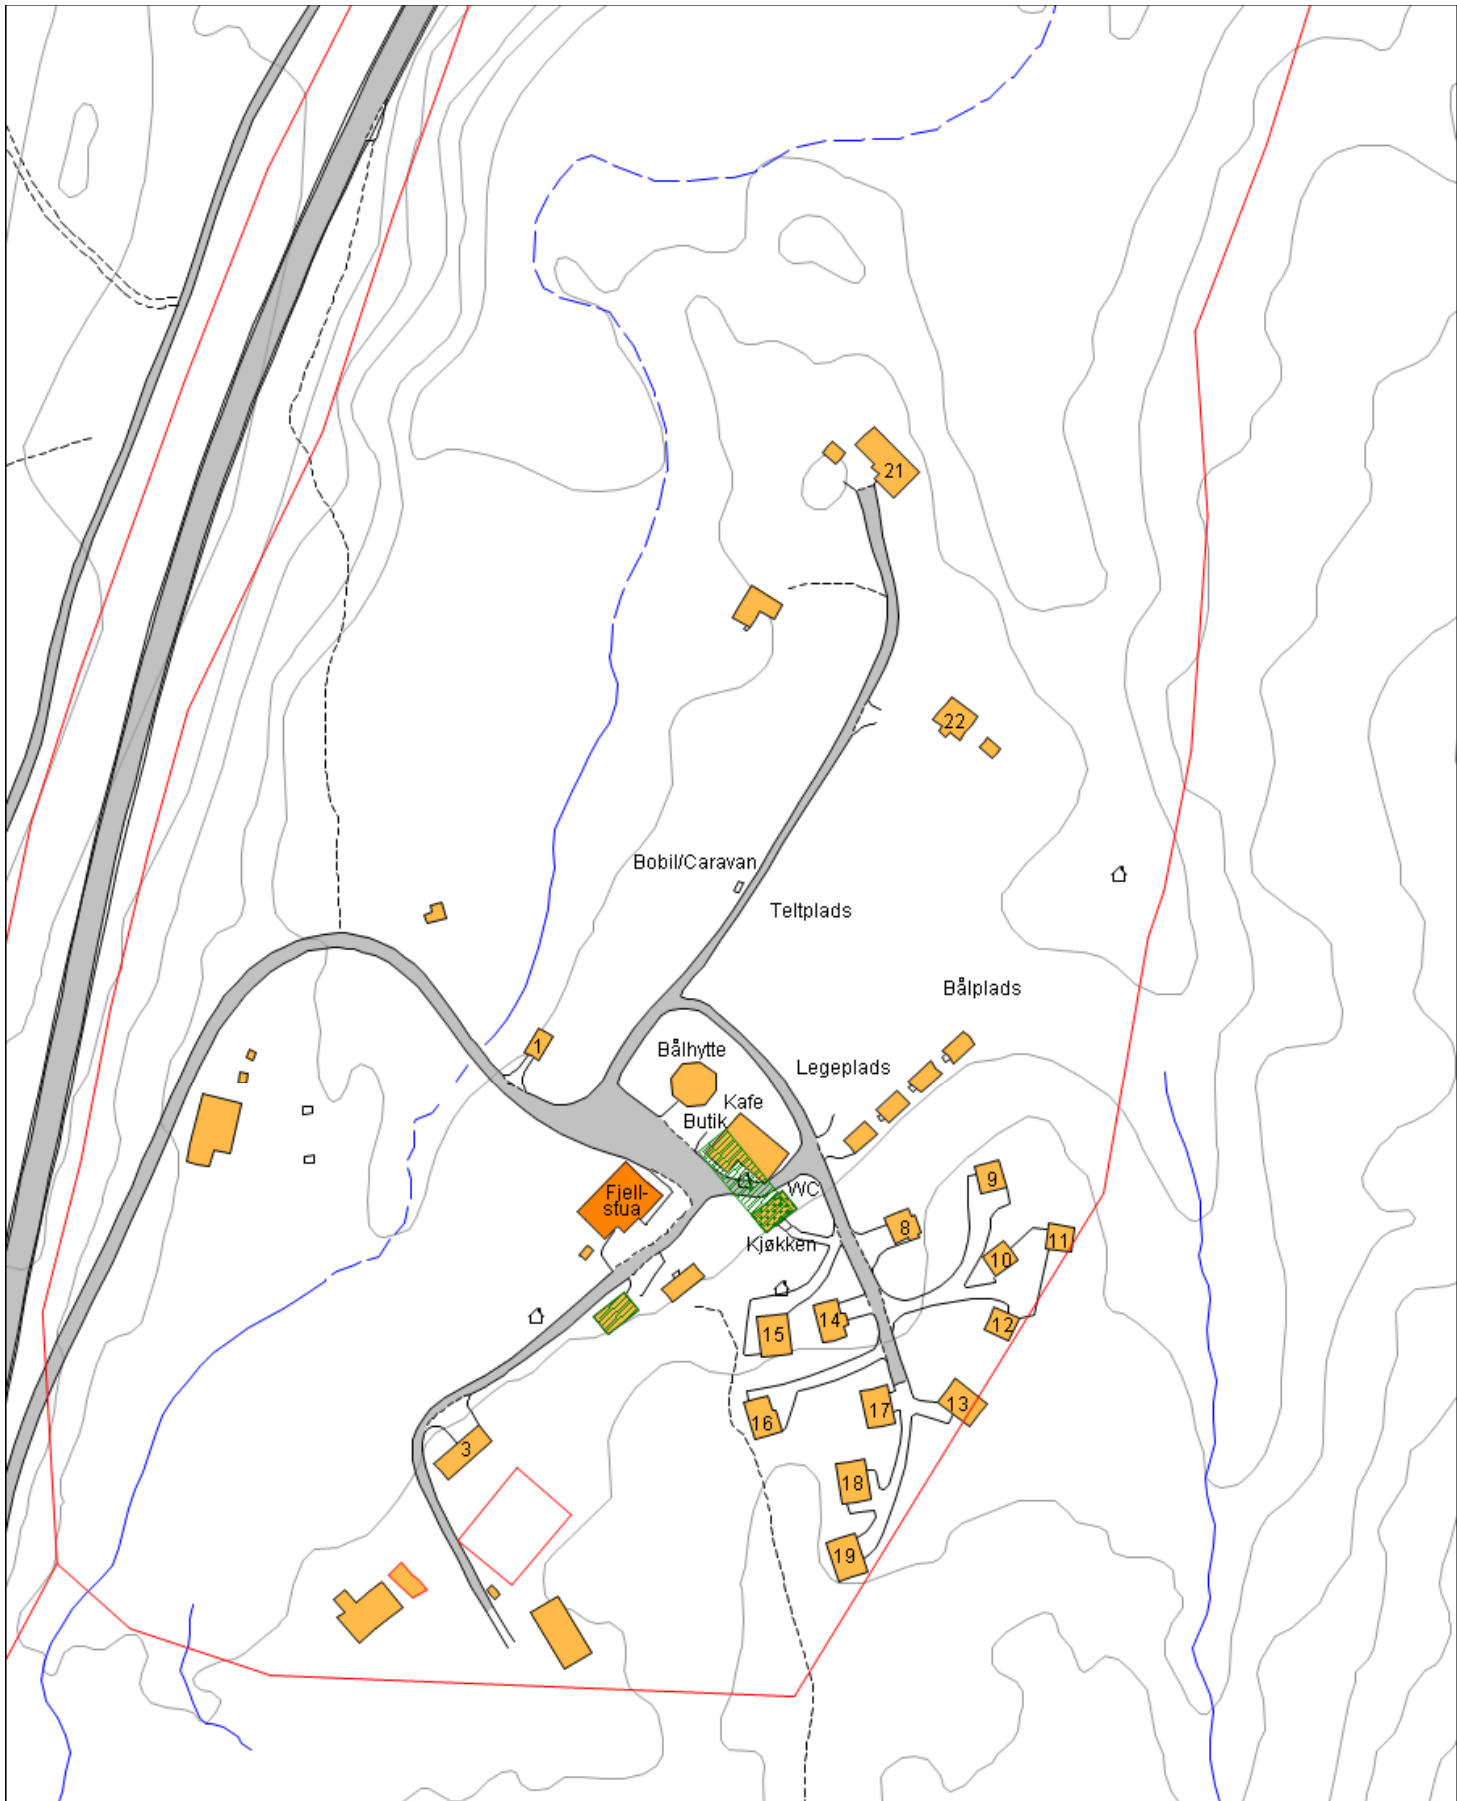 21
22
Bobil/Caravan
Teltplads
Bålplads
1
Bålhytte
Legeplads
Kafe
Butik
Fjell-
stua
WC
9
8
Kjøkken
11
10
14
12
15
13
17
16
3
18
19